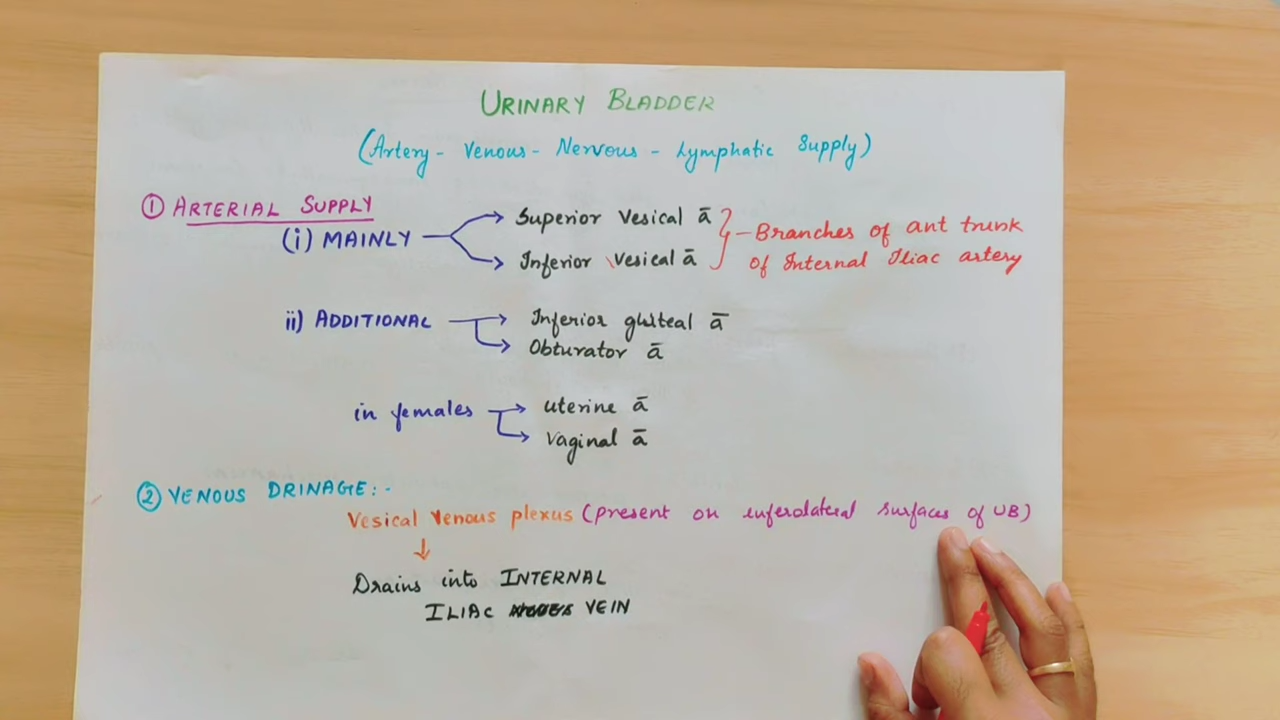 URINARY BLADDER
(Artery - Venous - Nervous - Lymphatic Supply)
① ARTERIAL SUPPLY
(i) MAINLY
Superior Vesical ā
Inferior Vesical ā
- Branches of ant trunk
of Internal Iliac artery
ii) ADDITIONAL
Inferior gluteal ā
Obturator ā
in females
uterine ā
vaginal ā
② VENOUS DRINAGE:-
Vesical Venous plexus (present on inferolateral surfaces of UB)
↓
Drains into INTERNAL
ILIAC VEIN